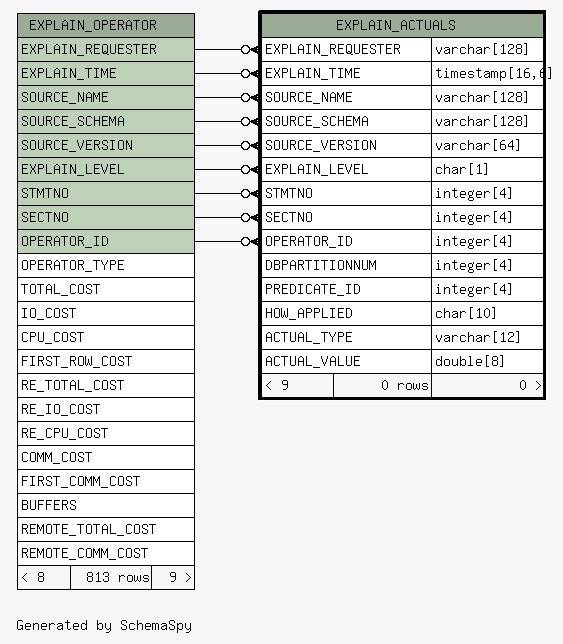 EXPLAIN_OPERATOR
EXPLAIN_REQUESTER
EXPLAIN_TIME
SOURCE_NAME
SOURCE_SCHEMA
SOURCE_VERSION
EXPLAIN_LEVEL
STMTNO
SECTNO
OPERATOR_ID
OPERATOR_TYPE
TOTAL_COST
IO_COST
CPU_COST
FIRST_ROW_COST
RE_TOTAL_COST
RE_IO_COST
RE_CPU_COST
COMM_COST
FIRST_COMM_COST
BUFFERS
REMOTE_TOTAL_COST
REMOTE_COMM_COST
< 8 813 rows 9 >
EXPLAIN_ACTUALS
EXPLAIN_REQUESTER varchar[128]
EXPLAIN_TIME timestamp[16,6]
SOURCE_NAME varchar[128]
SOURCE_SCHEMA varchar[128]
SOURCE_VERSION varchar[64]
EXPLAIN_LEVEL char[1]
STMTNO integer[4]
SECTNO integer[4]
OPERATOR_ID integer[4]
DBPARTITIONNUM integer[4]
PREDICATE_ID integer[4]
HOW_APPLIED char[10]
ACTUAL_TYPE varchar[12]
ACTUAL_VALUE double[8]
< 9 0 rows 0 >
Generated by SchemaSpy